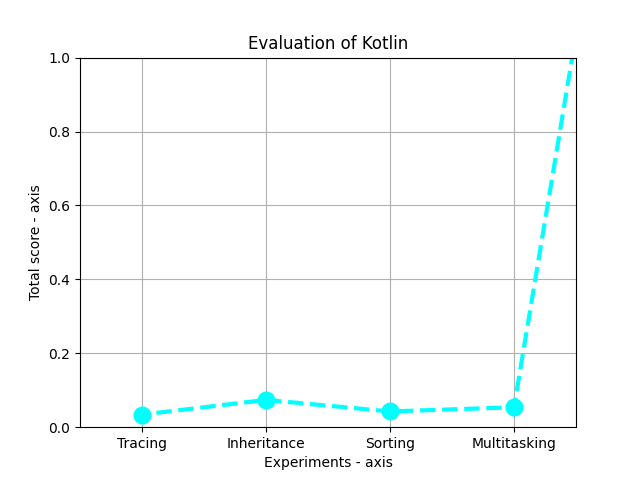 Evaluation of Kotlin
1.0
0.8
0.6
0.4
0.2
0.0
Total score - axis
Tracing Inheritance Sorting Multitasking
Experiments - axis